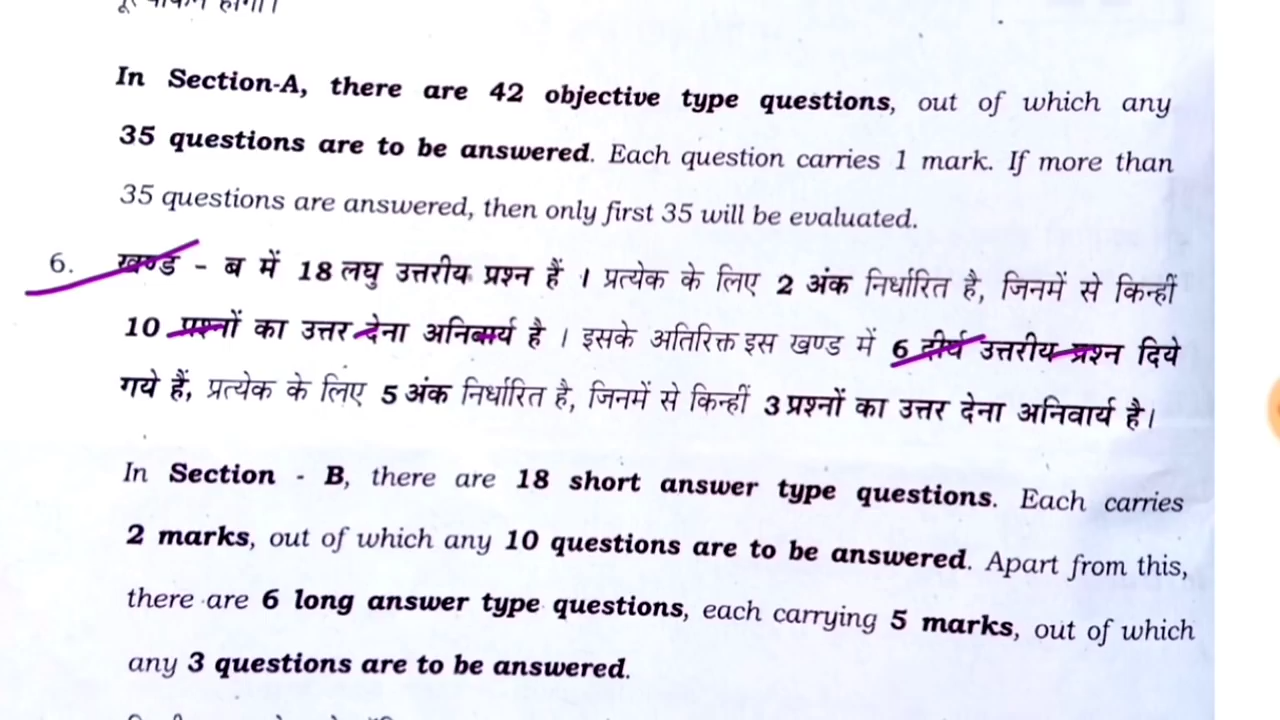 होगा।
In Section-A, there are 42 objective type questions, out of which any
35 questions are to be answered. Each question carries 1 mark. If more than
35 questions are answered, then only first 35 will be evaluated.
6. खण्ड - ब में 18 लघु उत्तरीय प्रश्न हैं । प्रत्येक के लिए 2 अंक निर्धारित है, जिनमें से किन्हीं
10 प्रश्नों का उत्तर देना अनिवार्य है । इसके अतिरिक्त इस खण्ड में 6 दीर्घ उत्तरीय प्रश्न दिये
गये हैं, प्रत्येक के लिए 5 अंक निर्धारित है, जिनमें से किन्हीं 3 प्रश्नों का उत्तर देना अनिवार्य है।
In Section - B, there are 18 short answer type questions. Each carries
2 marks, out of which any 10 questions are to be answered. Apart from this,
there are 6 long answer type questions, each carrying 5 marks, out of which
any 3 questions are to be answered.